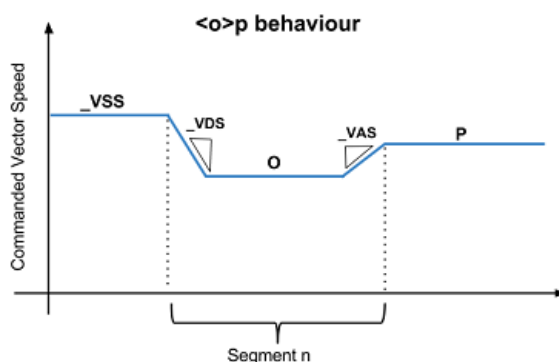 <o>p behaviour
Commanded Vector Speed
_VSS
_VDS
_VAS
O
P
Segment n